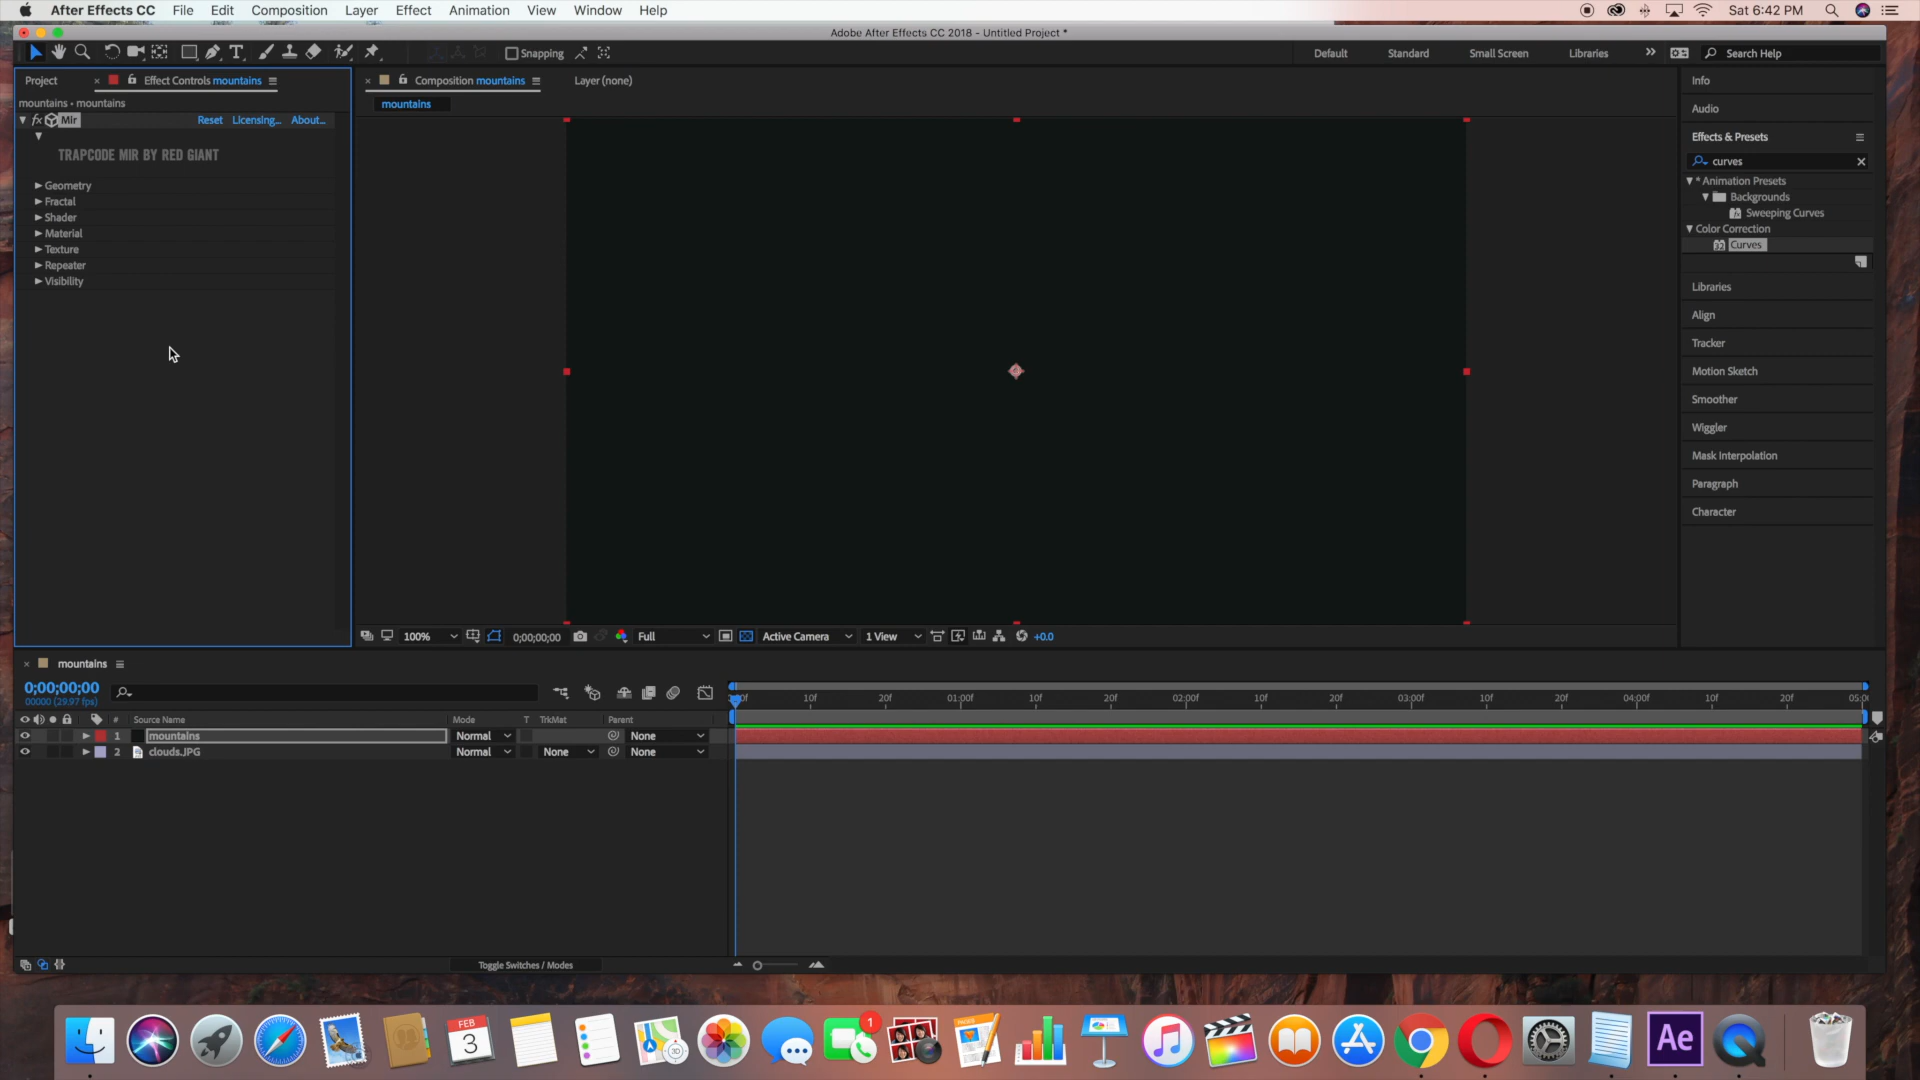 After Effects CC File Edit Composition Layer Effect Animation View Window Help Sat 6:42 PM
Adobe After Effects CC 2018 - Untitled Project *
Snapping Default Standard Small Screen Libraries Search Help
Project Effect Controls mountains
mountains • mountains
fx Mir Reset Licensing... About...
TRAPCODE MIR BY RED GIANT
Geometry
Fractal
Shader
Material
Texture
Repeater
Visibility
Composition mountains Layer (none)
mountains
100% 0;00;00;00 Full Active Camera 1 View +0.0
Info
Audio
Effects & Presets
curves
* Animation Presets
Backgrounds
Sweeping Curves
Color Correction
Curves
Libraries
Align
Tracker
Motion Sketch
Smoother
Wiggler
Mask Interpolation
Paragraph
Character
mountains
0;00;00;00
00000 (29.97 fps)
10f 20f 01:00f 10f 20f 02:00f 10f 20f 03:00f 10f 20f 04:00f 10f 20f
# Source Name Mode T TrkMat Parent
1 mountains Normal None
2 clouds.JPG Normal None None
Toggle Switches / Modes
FEB
3
1
PAGES
3D
Ae